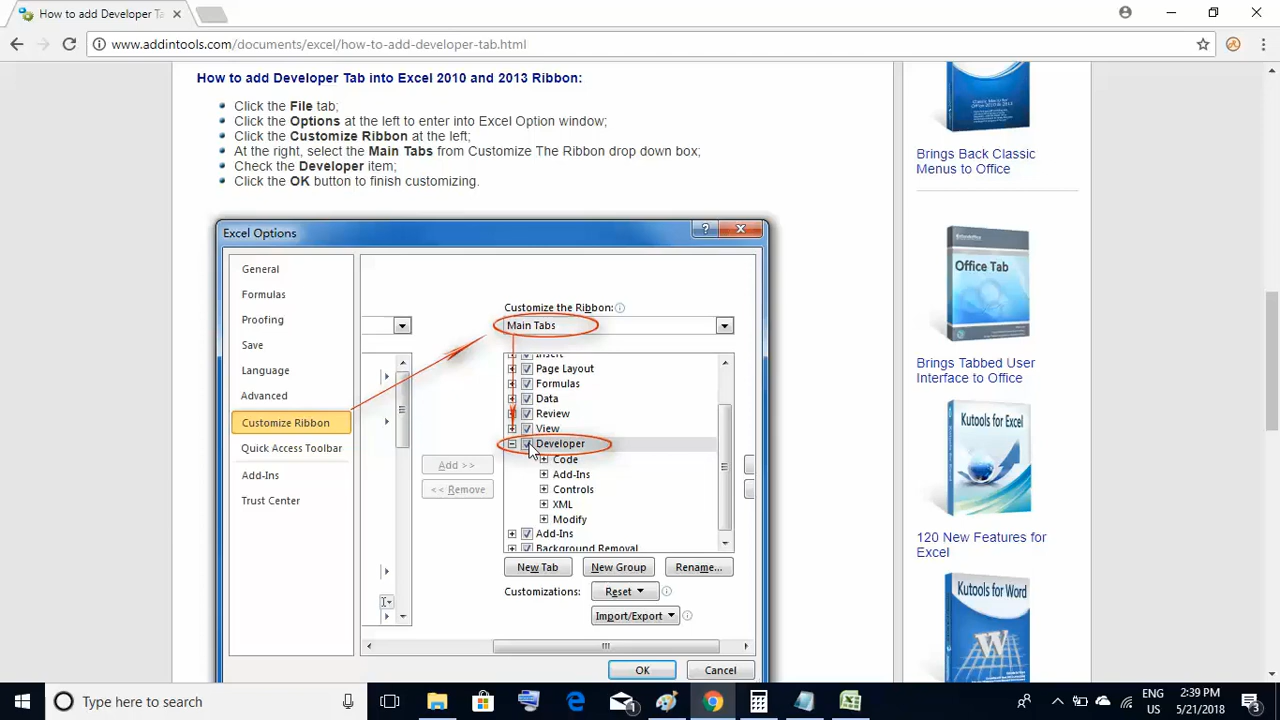 How to add Developer Ta
www.addintools.com/documents/excel/how-to-add-developer-tab.html
How to add Developer Tab into Excel 2010 and 2013 Ribbon:
Click the File tab;
Click the Options at the left to enter into Excel Option window;
Click the Customize Ribbon at the left;
At the right, select the Main Tabs from Customize The Ribbon drop down box;
Check the Developer item;
Click the OK button to finish customizing.
Excel Options
General
Formulas
Proofing
Save
Language
Advanced
Customize Ribbon
Quick Access Toolbar
Add-Ins
Trust Center
Add >>
<< Remove
Customize the Ribbon:
Main Tabs
Insert
Page Layout
Formulas
Data
Review
View
Developer
Code
Add-Ins
Controls
XML
Modify
Add-Ins
Background Removal
New Tab
New Group
Rename...
Customizations:
Reset
Import/Export
OK
Cancel
Brings Back Classic
Menus to Office
Office Tab
Brings Tabbed User
Interface to Office
Kutools for Excel
120 New Features for
Excel
Kutools for Word
W
Type here to search
1
ENG
US
2:39 PM
5/21/2018
3